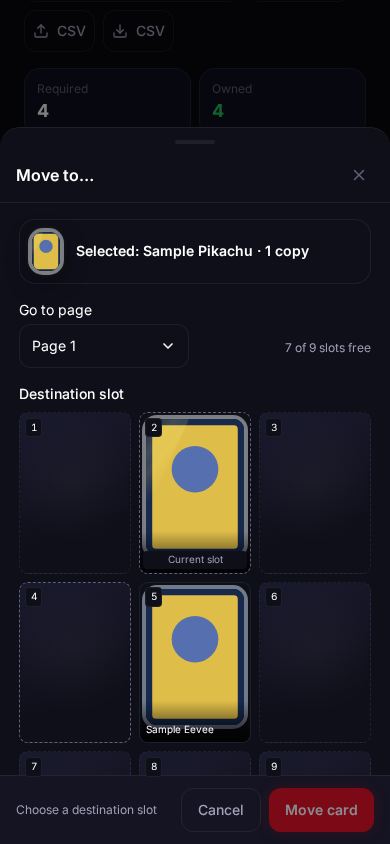 CSV CSV
Required Owned
4 4
Move to...
Selected: Sample Pikachu · 1 copy
Go to page
Page 1
7 of 9 slots free
Destination slot
1 2 3
Current slot
4 5 6
Sample Eevee
7 8 9
Choose a destination slot Cancel Move card